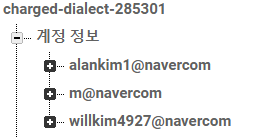 charged-dialect-285301
계정 정보
alankim1@navercom
m@navercom
willkim4927@navercom